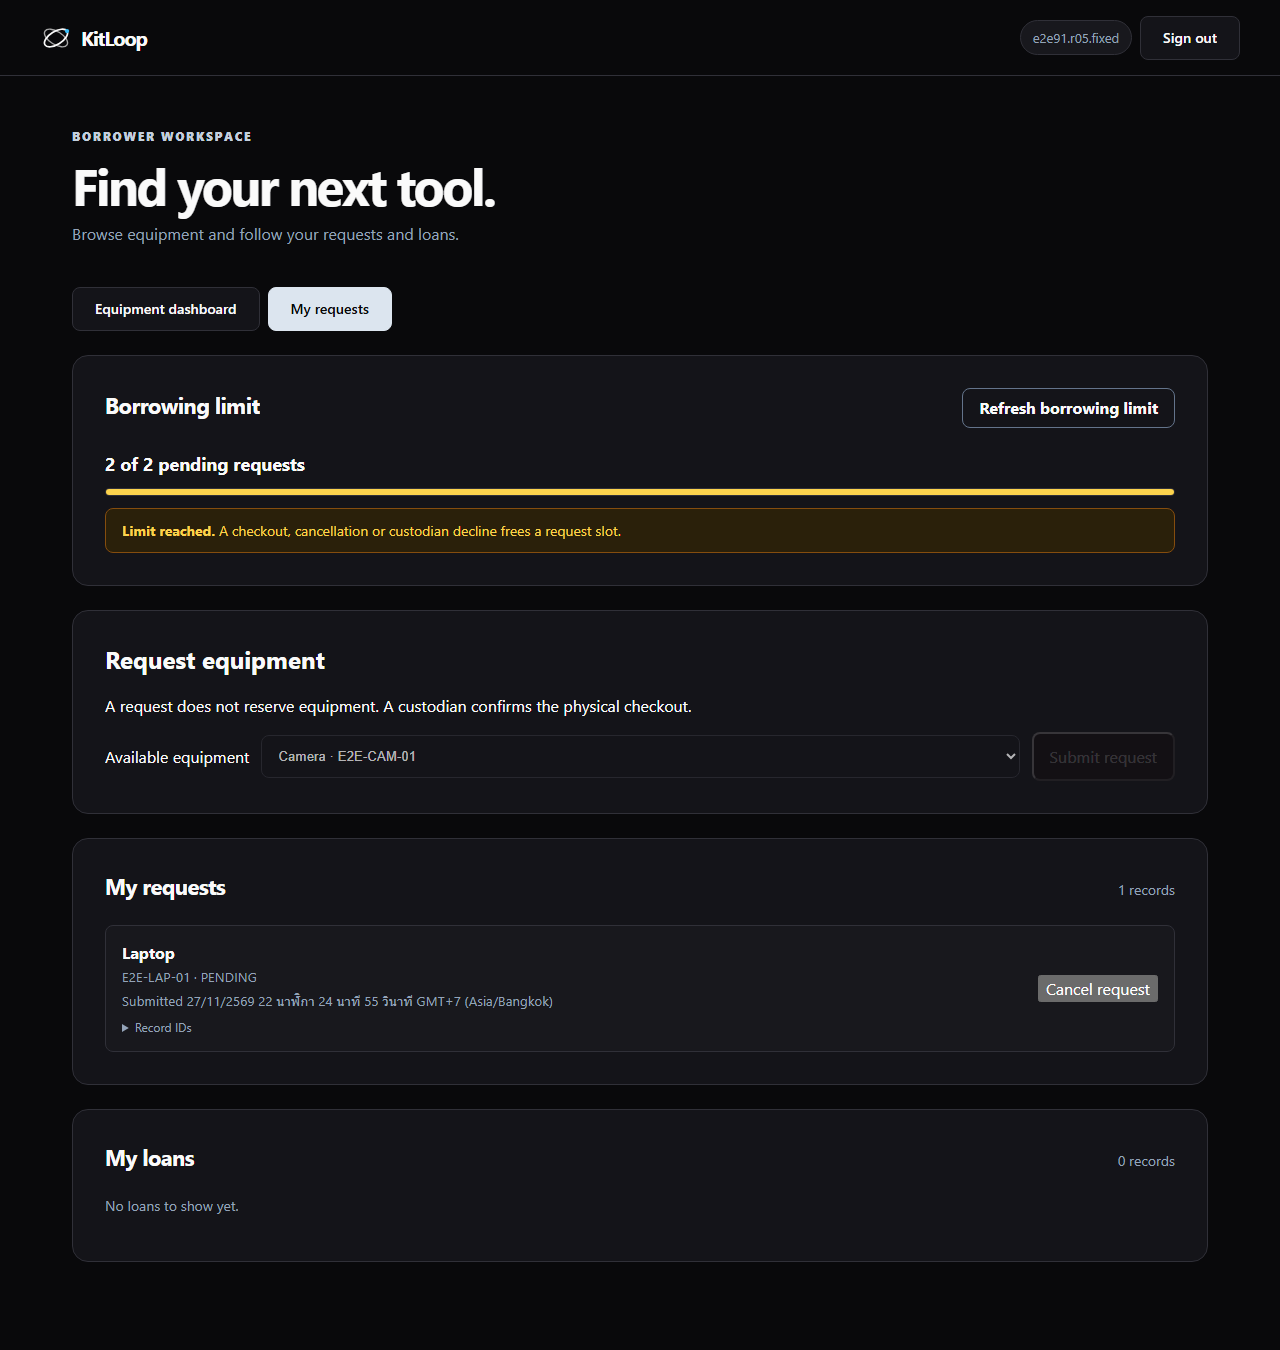 KitLoop
e2e91.r05.fixed
Sign out
BORROWER WORKSPACE
Find your next tool.
Browse equipment and follow your requests and loans.
Equipment dashboard
My requests
Borrowing limit
Refresh borrowing limit
2 of 2 pending requests
Limit reached. A checkout, cancellation or custodian decline frees a request slot.
Request equipment
A request does not reserve equipment. A custodian confirms the physical checkout.
Available equipment
Camera · E2E-CAM-01
Submit request
My requests
1 records
Laptop
E2E-LAP-01 · PENDING
Submitted 27/11/2569 22 นาฬิกา 24 นาที 55 วินาที GMT+7 (Asia/Bangkok)
Record IDs
Cancel request
My loans
0 records
No loans to show yet.